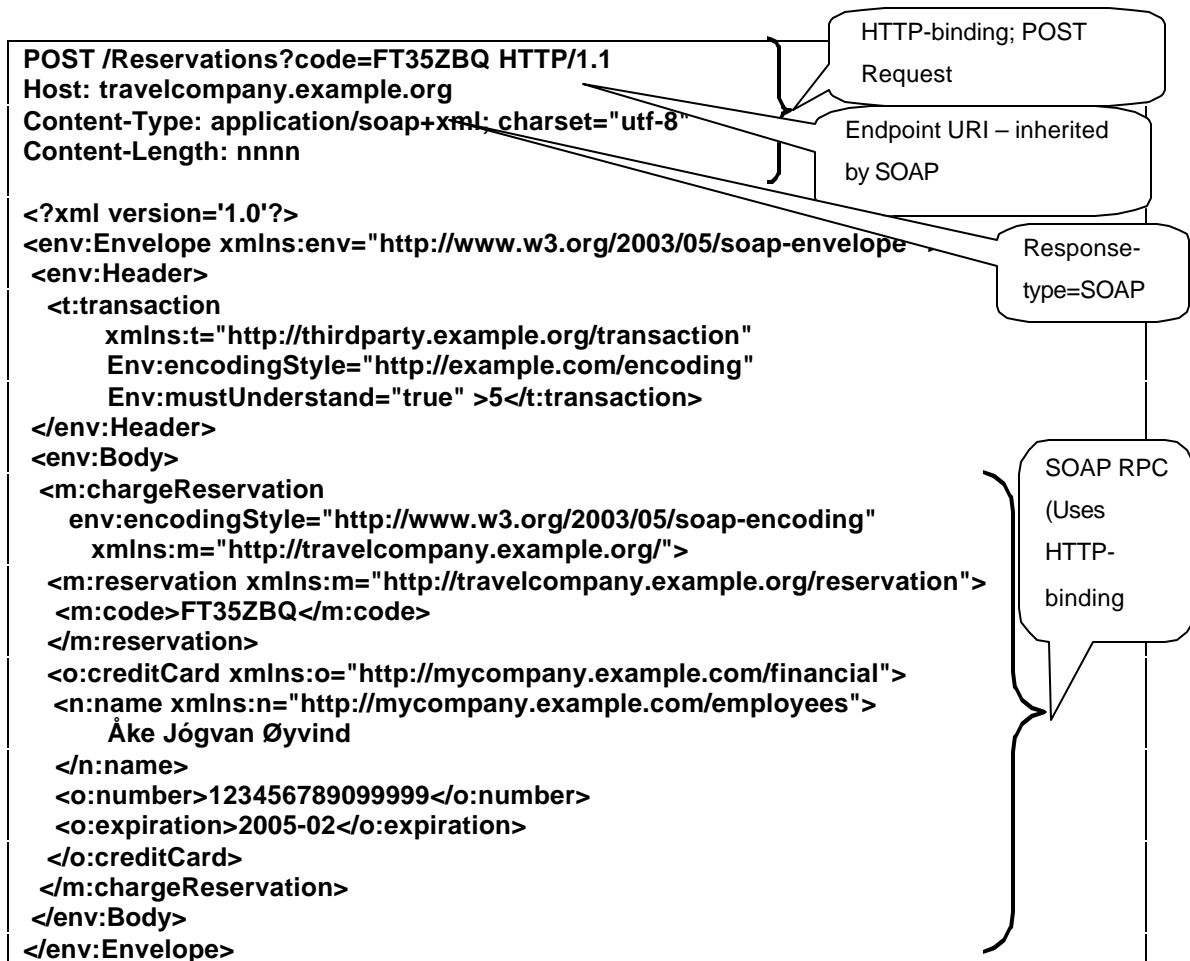 POST /Reservations?code=FT35ZBQ HTTP/1.1
Host: travelcompany.example.org
Content-Type: application/soap+xml; charset="utf-8"
Content-Length: nnnn
HTTP-binding; POST
Request
Endpoint URI – inherited
by SOAP
Response-
type=SOAP
<?xml version='1.0'?>
<env:Envelope xmlns:env="http://www.w3.org/2003/05/soap-envelope" >
<env:Header>
<t:transaction
xmlns:t="http://thirdparty.example.org/transaction"
Env:encodingStyle="http://example.com/encoding"
Env:mustUnderstand="true" >5</t:transaction>
</env:Header>
<env:Body>
<m:chargeReservation
env:encodingStyle="http://www.w3.org/2003/05/soap-encoding"
xmlns:m="http://travelcompany.example.org/">
<m:reservation xmlns:m="http://travelcompany.example.org/reservation">
<m:code>FT35ZBQ</m:code>
</m:reservation>
<o:creditCard xmlns:o="http://mycompany.example.com/financial">
<n:name xmlns:n="http://mycompany.example.com/employees">
Åke Jógvan Øyvind
</n:name>
<o:number>123456789099999</o:number>
<o:expiration>2005-02</o:expiration>
</o:creditCard>
</m:chargeReservation>
</env:Body>
</env:Envelope>
SOAP RPC
(Uses
HTTP-
binding